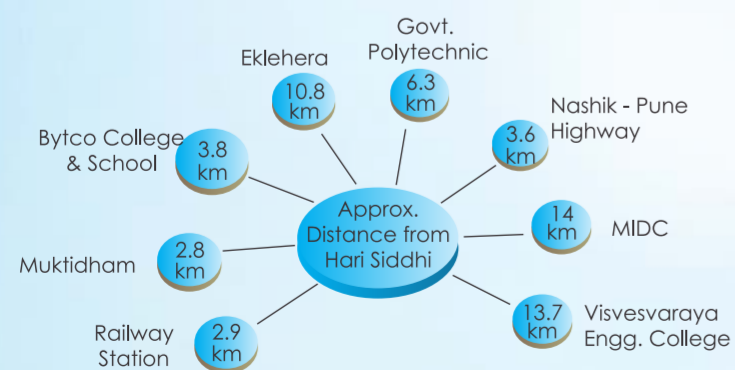 Govt.
Polytechnic
6.3
km
Eklehera
10.8
km
Nashik - Pune
Highway
3.6
km
Bytco College
& School
3.8
km
Approx.
Distance from
Hari Siddhi
14
km
MIDC
Muktidham
2.8
km
13.7
km
Visvesvaraya
Engg. College
Railway
Station
2.9
km